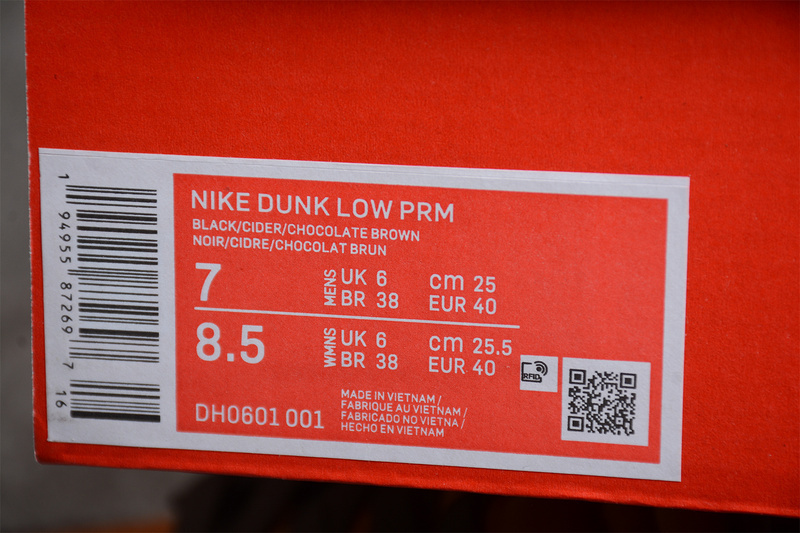 NIKE DUNK LOW PRM
BLACK/CIDER/CHOCOLATE BROWN
NOIR/CIDRE/CHOCOLAT BRUN
7 MENS UK 6 cm 25
BR 38 EUR 40
8.5 WMNS UK 6 cm 25.5
BR 38 EUR 40
RFID
DH0601 001
MADE IN VIETNAM/
FABRIQUE AU VIETNAM/
FABRICADO NO VIETNA/
HECHO EN VIETNAM
1 94955 87269 7 16